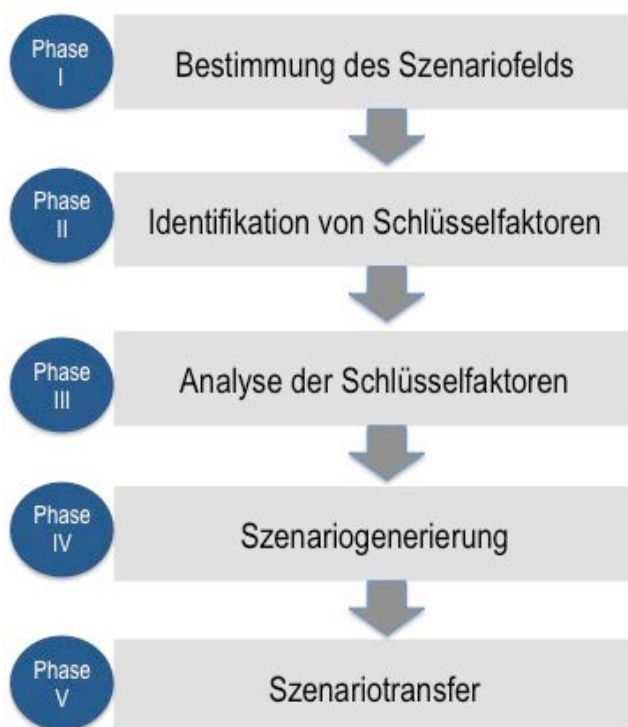 Phase
I
Bestimmung des Szenariofelds
Phase
II
Identifikation von Schlüsselfaktoren
Phase
III
Analyse der Schlüsselfaktoren
Phase
IV
Szenariogenerierung
Phase
V
Szenariotransfer